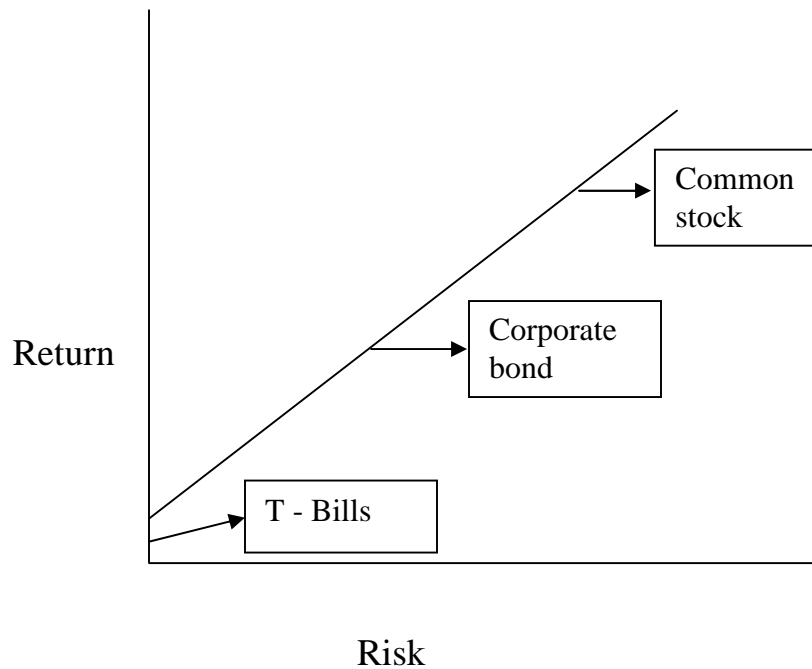 Common
stock
Corporate
bond
Return
T - Bills
Risk